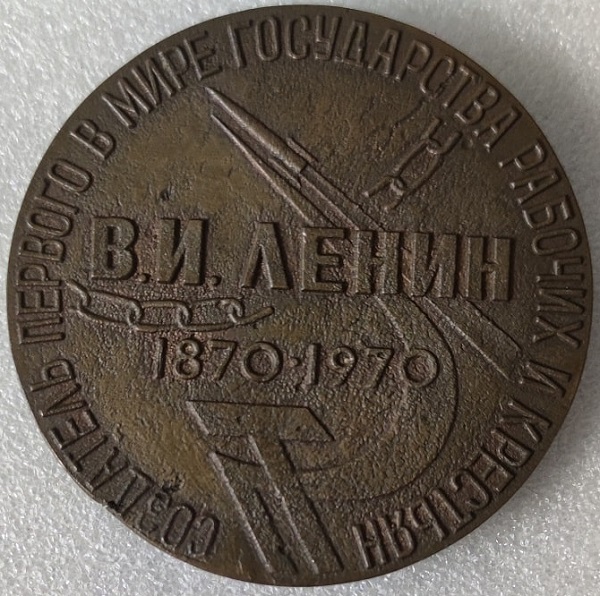 СОЗДАТЕЛЬ ПЕРВОГО В МИРЕ ГОСУДАРСТВА РАБОЧИХ И КРЕСТЬЯН
В.И. ЛЕНИН
1870·1970